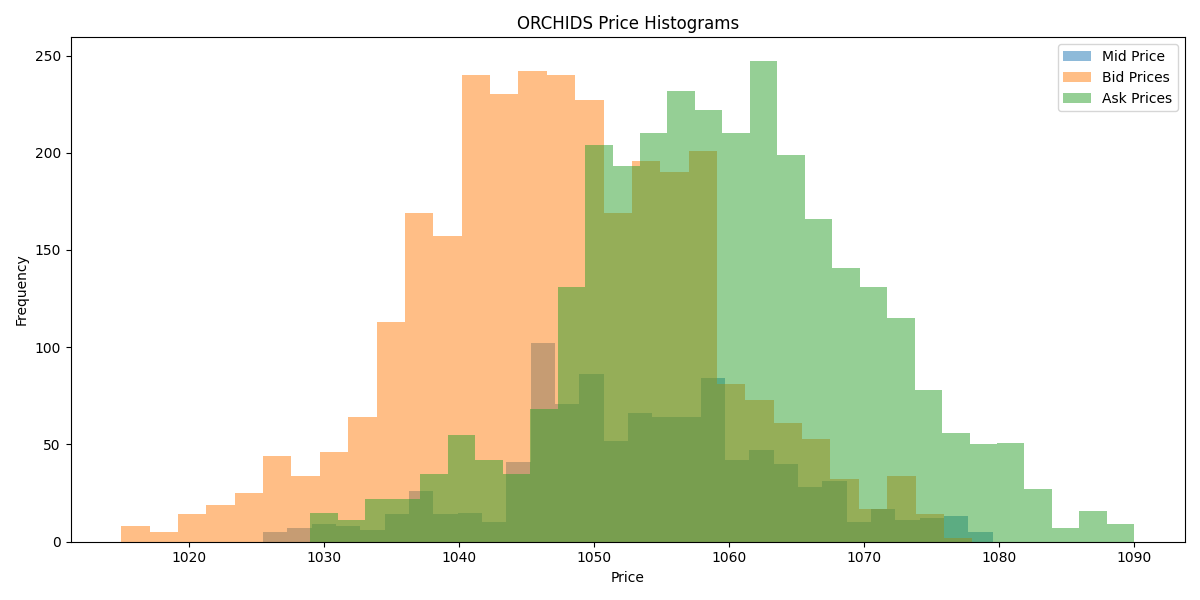 ORCHIDS Price Histograms
Mid Price
Bid Prices
Ask Prices
Frequency
250
200
150
100
50
0
1020 1030 1040 1050 1060 1070 1080 1090
Price